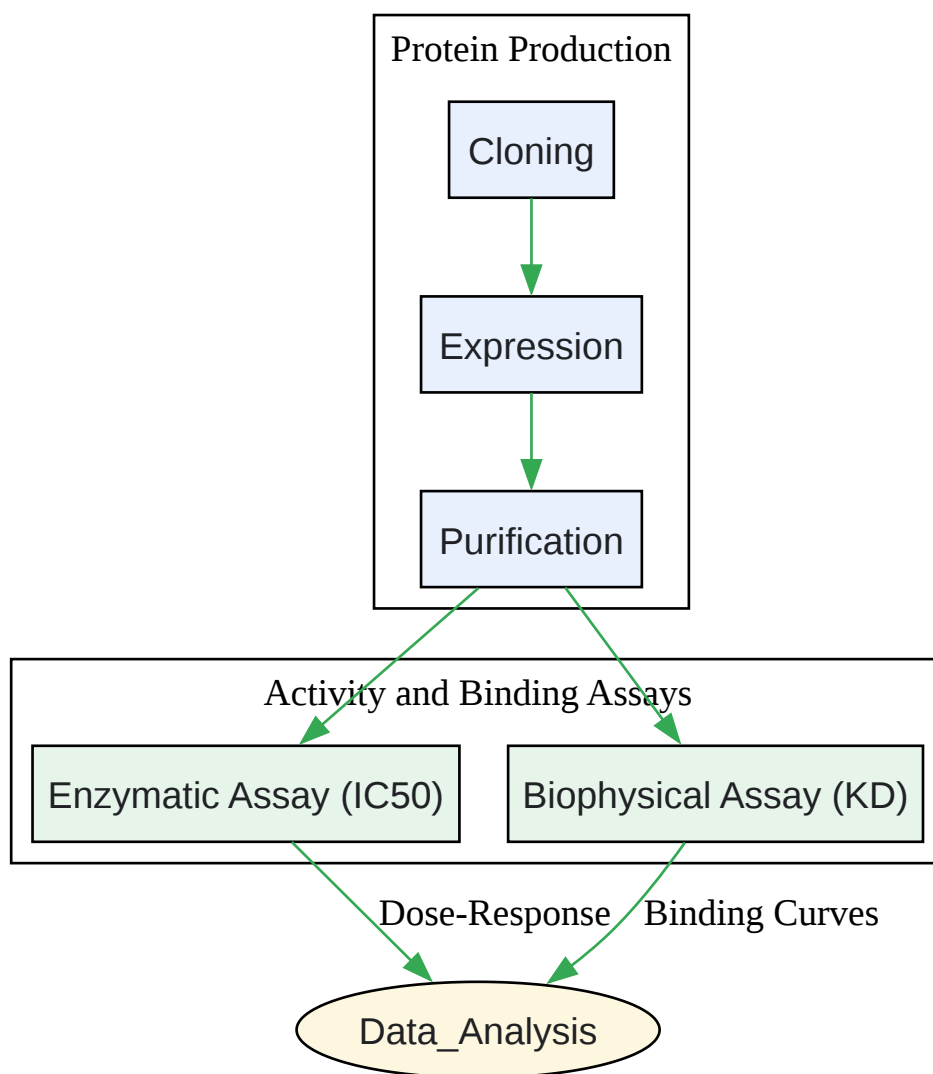 Protein Production
Cloning
Expression
Purification
Activity and Binding Assays
Enzymatic Assay (IC50)
Biophysical Assay (KD)
Dose-Response
Binding Curves
Data_Analysis